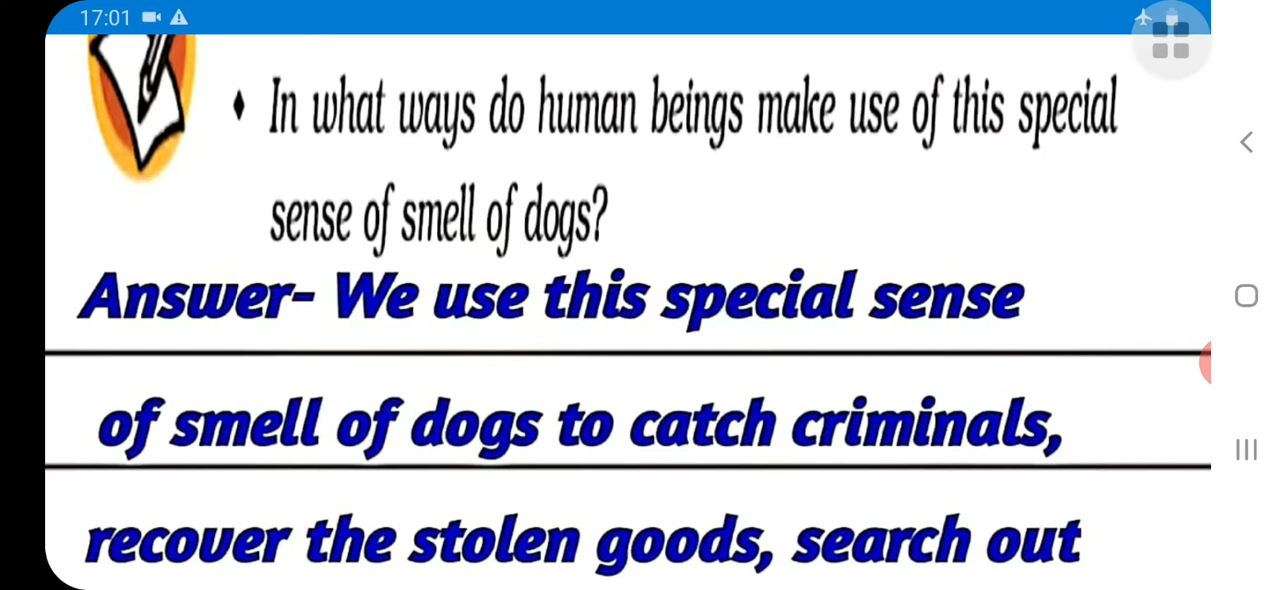 17:01
• In what ways do human beings make use of this special
sense of smell of dogs?
Answer- We use this special sense
of smell of dogs to catch criminals,
recover the stolen goods, search out